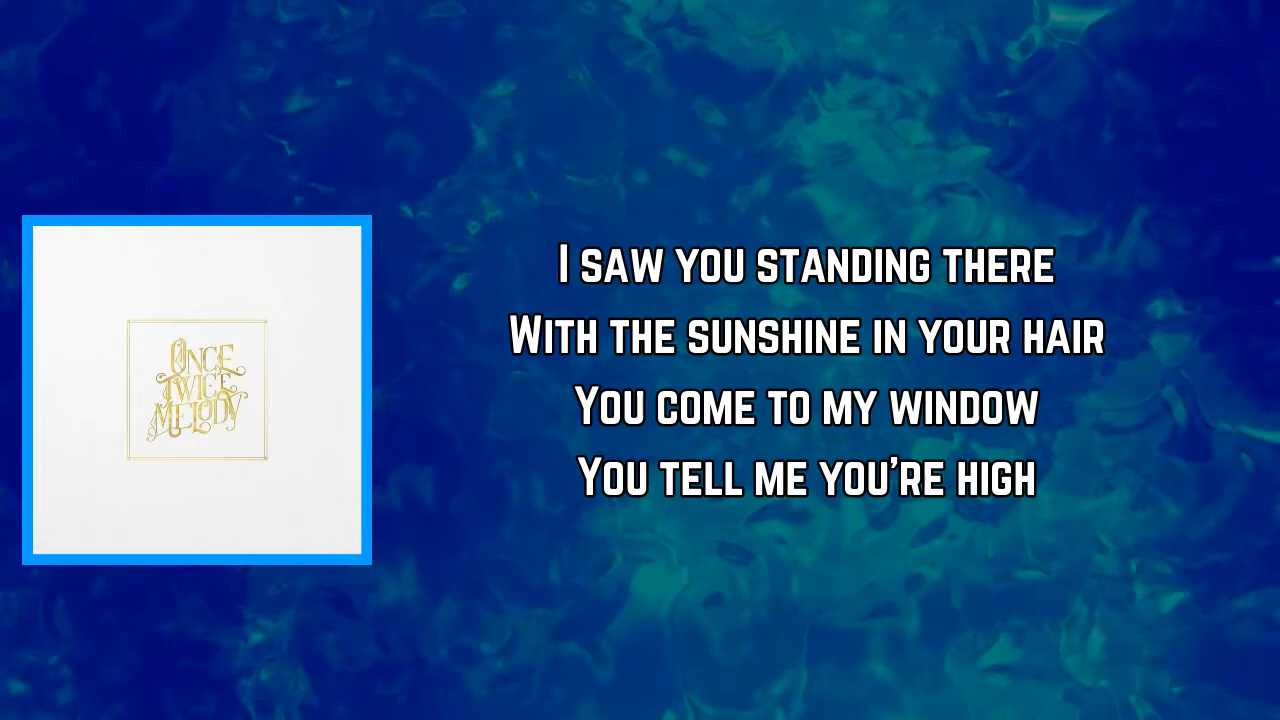 Once
Twice
Melody
I saw you standing there
With the sunshine in your hair
You come to my window
You tell me you're high